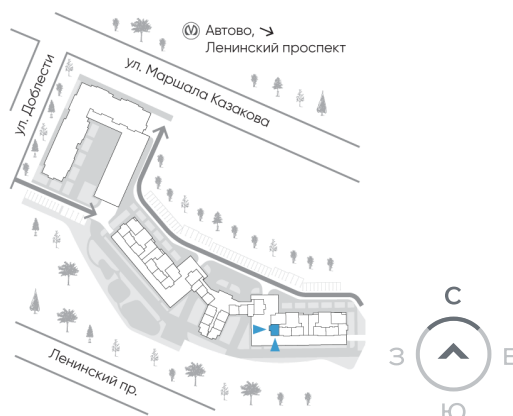 Автово, ↘
Ленинский проспект
ул. Доблести
ул. Маршала Казакова
С
З
В
Ю
Ленинский пр.